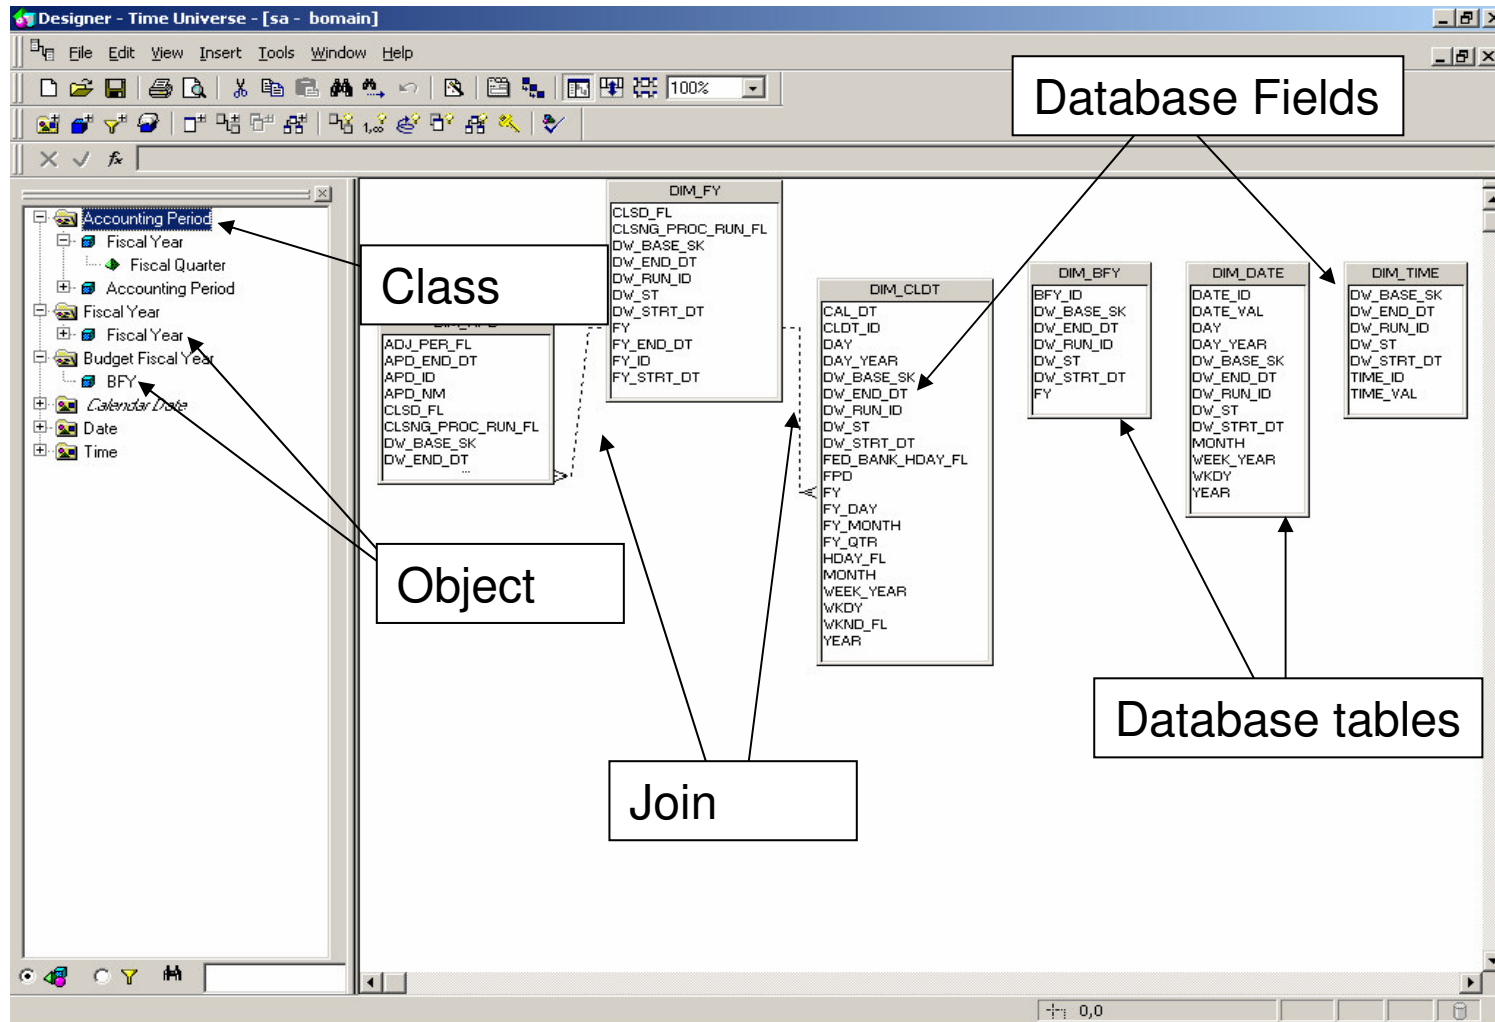 Designer - Time Universe - [sa - bomain]
File Edit View Insert Tools Window Help
100%
Database Fields
Accounting Period
Fiscal Year
Fiscal Quarter
Accounting Period
Fiscal Year
Fiscal Year
Budget Fiscal Year
BFY
Calendar Date
Date
Time
Class
Object
DIM_FY
CLSD_FL
CLSNG_PROC_RUN_FL
DW_BASE_SK
DW_END_DT
DW_RUN_ID
DW_ST
DW_STRT_DT
FY
FY_END_DT
FY_ID
FY_STRT_DT
ADJ_PER_FL
APD_END_DT
APD_ID
APD_NM
CLSD_FL
CLSNG_PROC_RUN_FL
DW_BASE_SK
DW_END_DT
...
DIM_CLDT
CAL_DT
CLDT_ID
DAY
DAY_YEAR
DW_BASE_SK
DW_END_DT
DW_RUN_ID
DW_ST
DW_STRT_DT
FED_BANK_HDAY_FL
FPD
FY
FY_DAY
FY_MONTH
FY_QTR
HDAY_FL
MONTH
WEEK_YEAR
WKDY
WKND_FL
YEAR
DIM_BFY
BFY_ID
DW_BASE_SK
DW_END_DT
DW_RUN_ID
DW_ST
DW_STRT_DT
FY
DIM_DATE
DATE_ID
DATE_VAL
DAY
DAY_YEAR
DW_BASE_SK
DW_END_DT
DW_RUN_ID
DW_ST
DW_STRT_DT
MONTH
WEEK_YEAR
WKDY
YEAR
DIM_TIME
DW_BASE_SK
DW_END_DT
DW_RUN_ID
DW_ST
DW_STRT_DT
TIME_ID
TIME_VAL
Database tables
Join
0,0